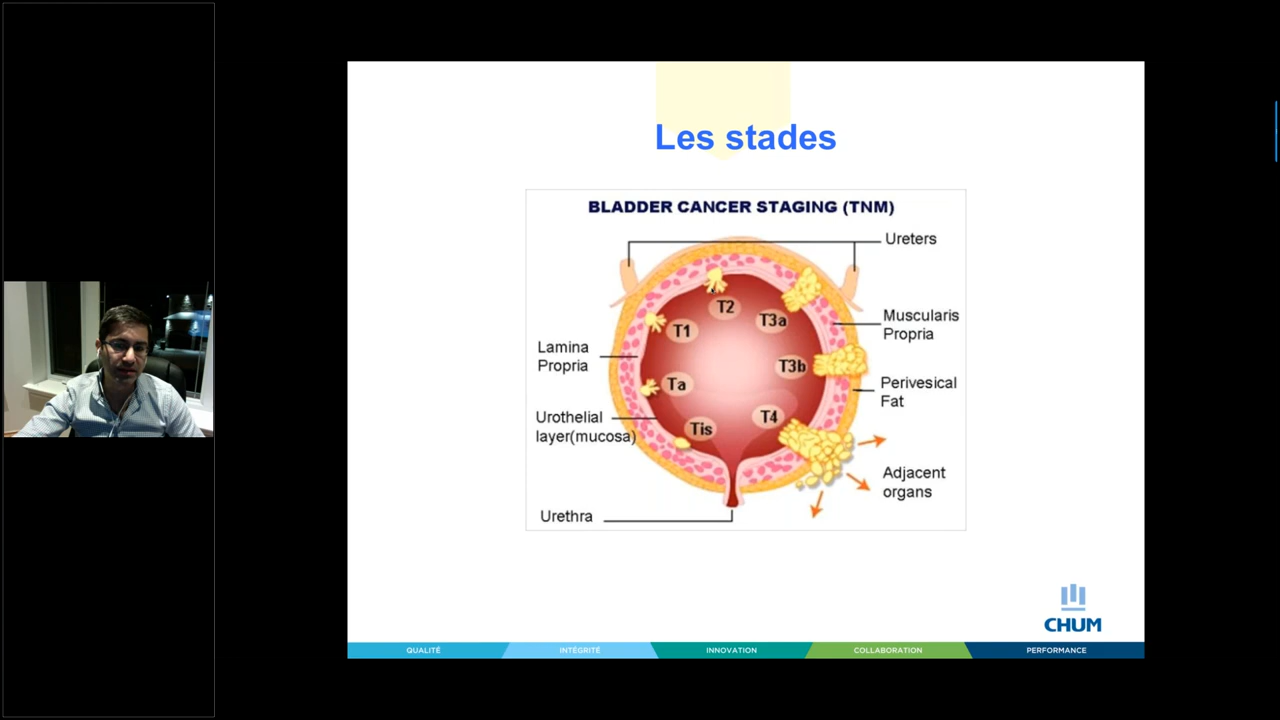 Les stades
BLADDER CANCER STAGING (TNM)
Ureters
Muscularis
Propria
Perivesical
Fat
Adjacent
organs
Lamina
Propria
Urothelial
layer(mucosa)
Urethra
T2
T1
T3a
T3b
Ta
T4
Tis
CHUM
QUALITÉ
INTÉGRITÉ
INNOVATION
COLLABORATION
PERFORMANCE